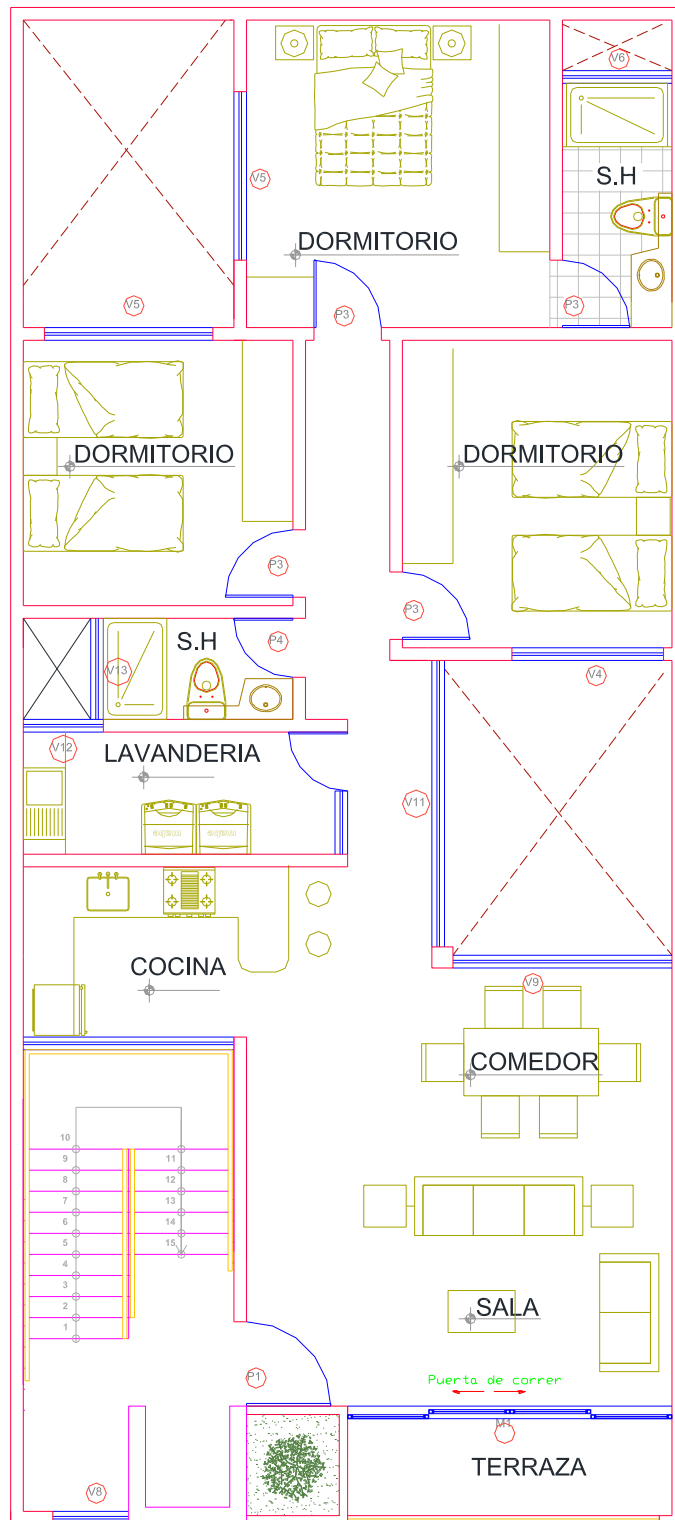 V6
S.H
V5
DORMITORIO
V5
P3
P3
DORMITORIO
DORMITORIO
P3
P3
P4
S.H
V13
V4
V12
LAVANDERIA
V11
COCINA
V9
COMEDOR
10
9
11
8
12
7
13
6
14
5
15
4
3
2
1
SALA
P1
Puerta de correr
M1
TERRAZA
V8